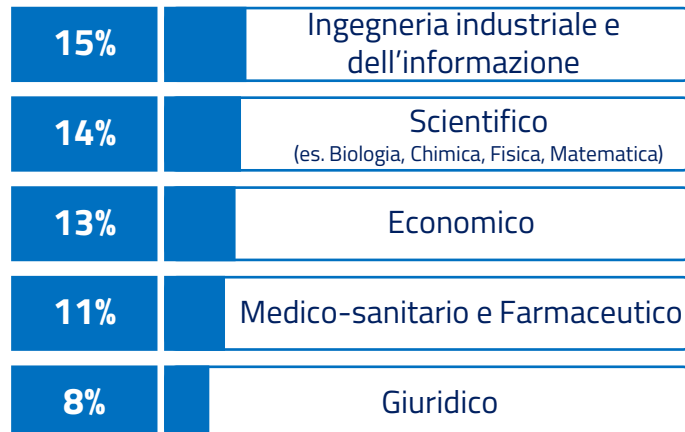 15%
Ingegneria industriale e
dell’informazione
14%
Scientifico
(es. Biologia, Chimica, Fisica, Matematica)
13%
Economico
11%
Medico-sanitario e Farmaceutico
8%
Giuridico